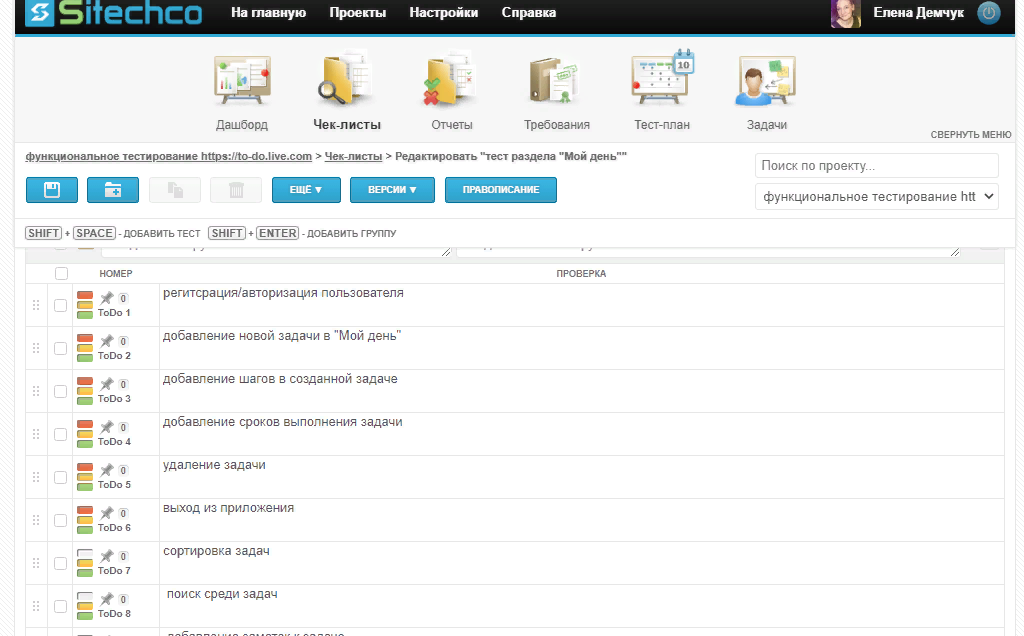 Sitechco
На главную Проекты Настройки Справка Елена Демчук
10
Дашборд Чек-листы Отчеты Требования Тест-план Задачи
СВЕРНУТЬ МЕНЮ
функциональное тестирование https://to-do.live.com > Чек-листы > Редактировать "тест раздела "Мой день""
Поиск по проекту...
ЕЩЁ ▼ ВЕРСИИ ▼ ПРАВОПИСАНИЕ
функциональное тестирование htt
SHIFT + SPACE - ДОБАВИТЬ ТЕСТ SHIFT + ENTER - ДОБАВИТЬ ГРУППУ
НОМЕР ПРОВЕРКА
0 регитсрация/авторизация пользователя
ToDo 1
0 добавление новой задачи в "Мой день"
ToDo 2
0 добавление шагов в созданной задаче
ToDo 3
0 добавление сроков выполнения задачи
ToDo 4
0 удаление задачи
ToDo 5
0 выход из приложения
ToDo 6
0 сортировка задач
ToDo 7
0 поиск среди задач
ToDo 8